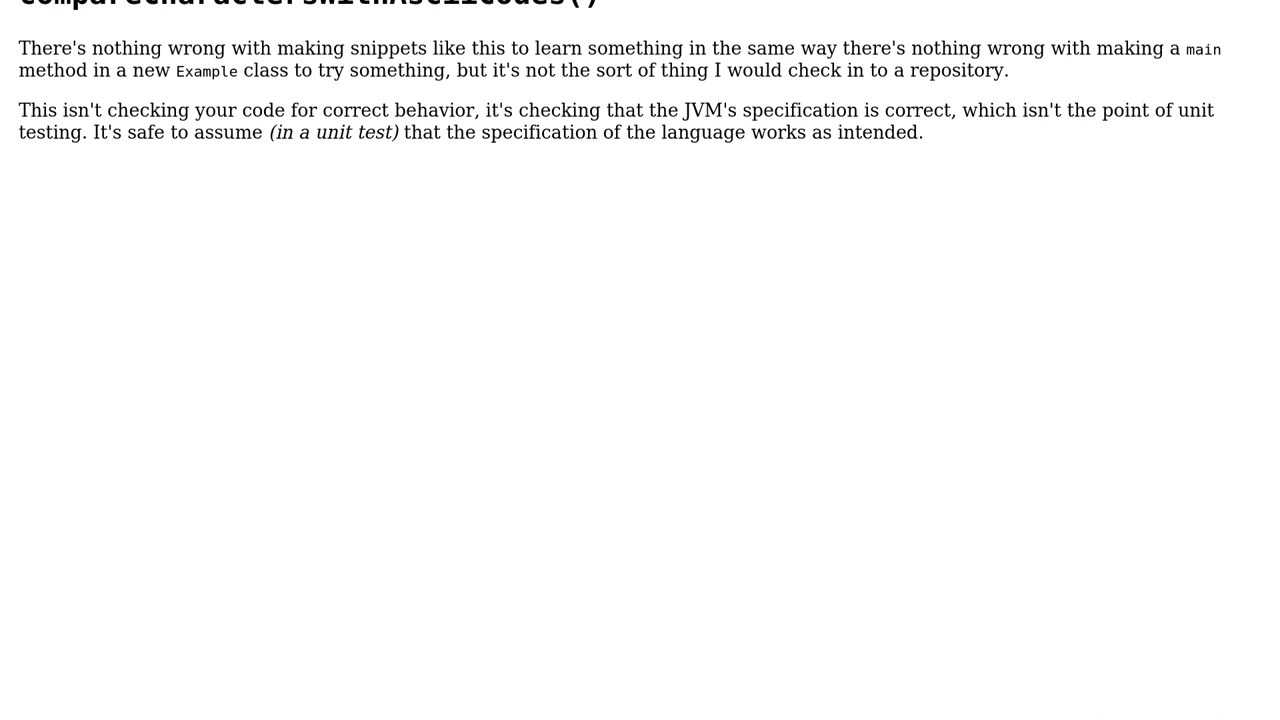 compareCharactersWithAsciiCodes()
There's nothing wrong with making snippets like this to learn something in the same way there's nothing wrong with making a main
method in a new Example class to try something, but it's not the sort of thing I would check in to a repository.
This isn't checking your code for correct behavior, it's checking that the JVM's specification is correct, which isn't the point of unit
testing. It's safe to assume (in a unit test) that the specification of the language works as intended.